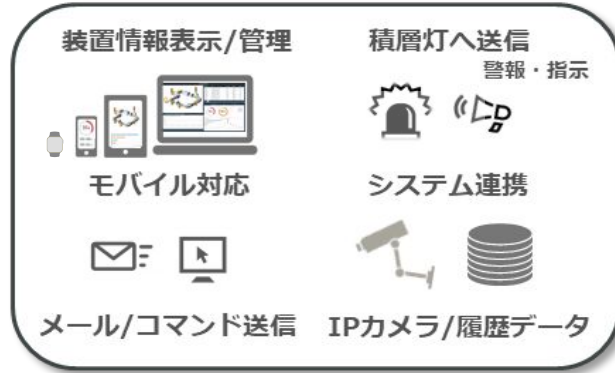 装置情報表示/管理
積層灯へ送信
警報・指示
モバイル対応
システム連携
メール/コマンド送信
IPカメラ/履歴データ